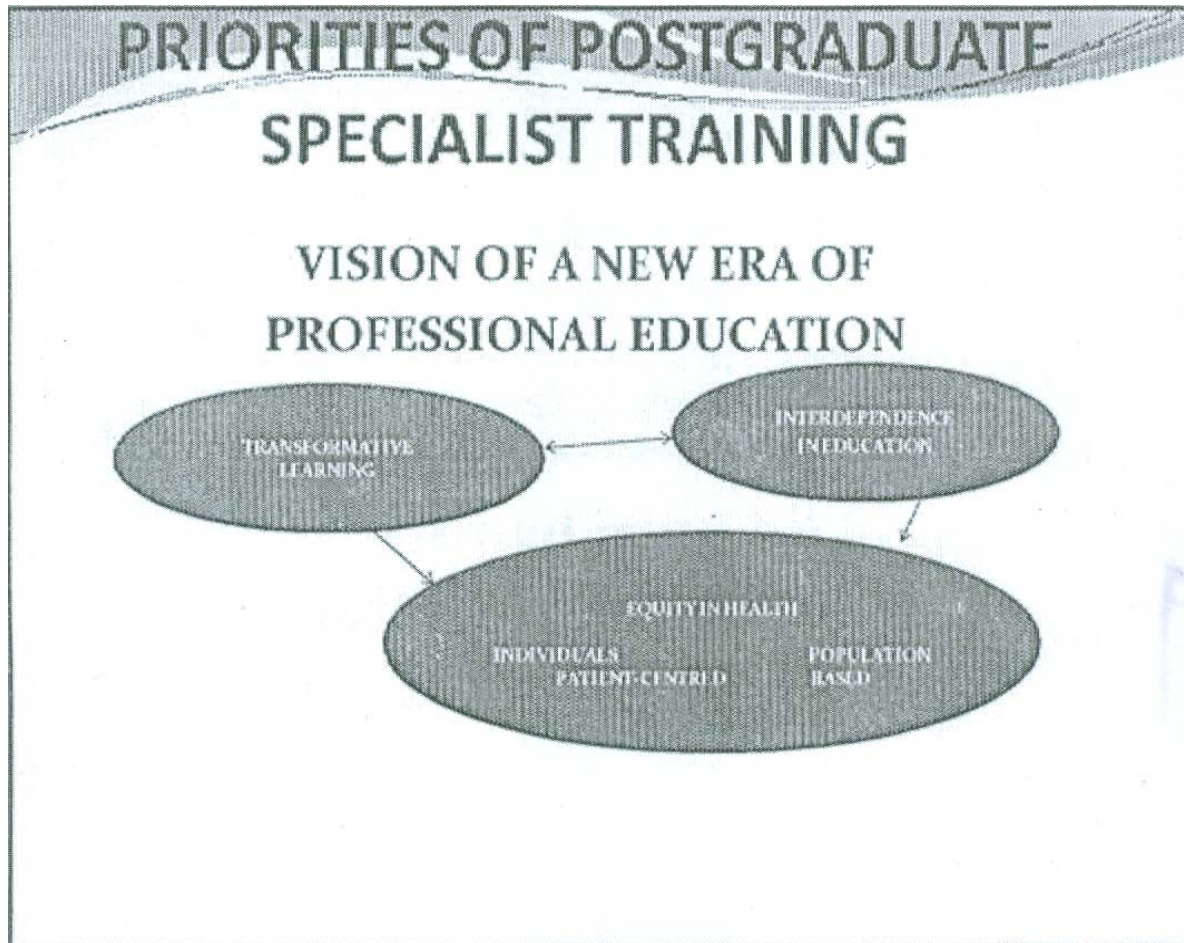 PRIORITIES OF POSTGRADUATE
SPECIALIST TRAINING
VISION OF A NEW ERA OF
PROFESSIONAL EDUCATION
TRANSFORMATIVE
LEARNING
INTERDEPENDENCE
IN EDUCATION
EQUITY IN HEALTH
INDIVIDUALS
PATIENT-CENTRED
POPULATION
BASED